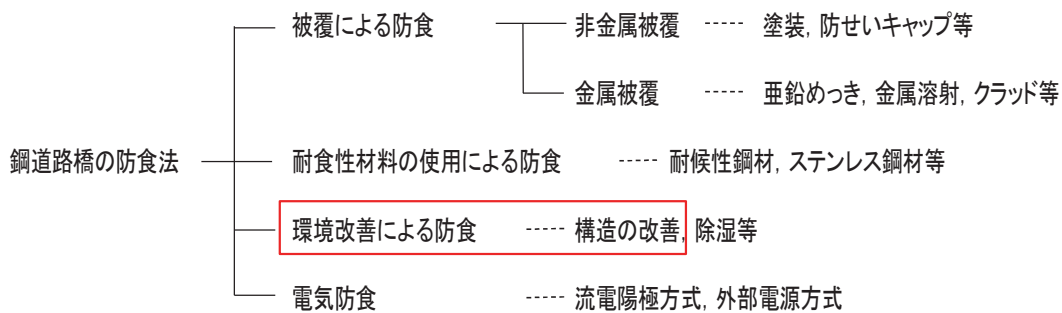 被覆による防食 非金属被覆 ----- 塗装, 防せいキャップ等
金属被覆 ----- 亜鉛めっき, 金属溶射, クラッド等
鋼道路橋の防食法 耐食性材料の使用による防食 ----- 耐候性鋼材, ステンレス鋼材等
環境改善による防食 ----- 構造の改善, 除湿等
電気防食 ----- 流電陽極方式, 外部電源方式